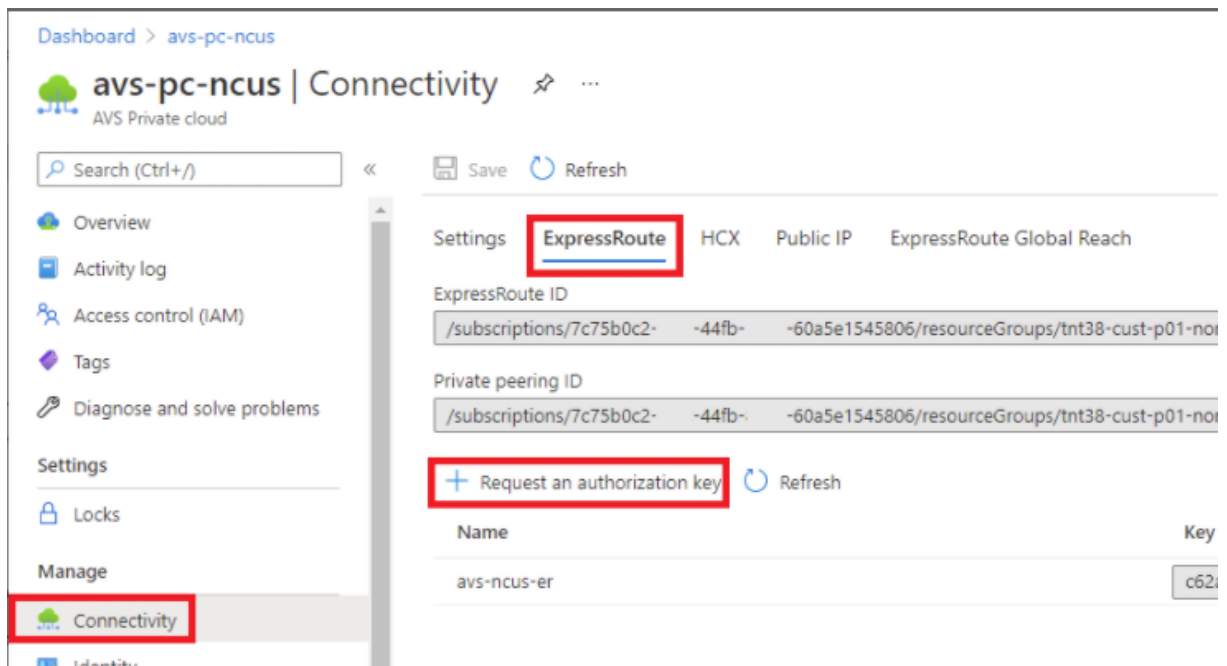 Dashboard > avs-pc-ncus
avs-pc-ncus | Connectivity ...
AVS Private cloud
Search (Ctrl+/) «
Save Refresh
Overview
Activity log
Access control (IAM)
Tags
Diagnose and solve problems
Settings
Locks
Manage
Connectivity
Identity
Settings ExpressRoute HCX Public IP ExpressRoute Global Reach
ExpressRoute ID
/subscriptions/7c75b0c2- -44fb- -60a5e1545806/resourceGroups/tnt38-cust-p01-nor
Private peering ID
/subscriptions/7c75b0c2- -44fb- -60a5e1545806/resourceGroups/tnt38-cust-p01-nor
+ Request an authorization key Refresh
Name Key
avs-ncus-er c62a